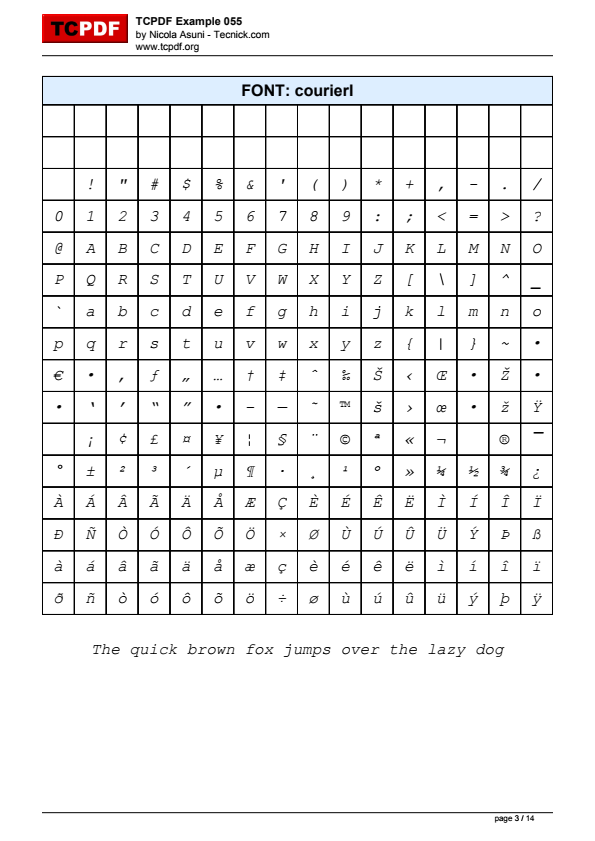 TCPDF
TCPDF Example 055
by Nicola Asuni - Tecnick.com
www.tcpdf.org
FONT: courierI
! " # $ % & ' ( ) * + , - . /
0 1 2 3 4 5 6 7 8 9 : ; < = > ?
@ A B C D E F G H I J K L M N O
P Q R S T U V W X Y Z [ \ ] ^ _
` a b c d e f g h i j k l m n o
p q r s t u v w x y z { | } ~ •
€ • ‚ ƒ „ … † ‡ ˆ ‰ Š ‹ Œ • Ž •
• ‘ ’ “ ” • – — ˜ ™ š › œ • ž Ÿ
¡ ¢ £ ¤ ¥ ¦ § ¨ © ª « ¬ ® ¯
° ± ² ³ ´ µ ¶ · ¸ ¹ º » ¼ ½ ¾ ¿
À Á Â Ã Ä Å Æ Ç È É Ê Ë Ì Í Î Ï
Ð Ñ Ò Ó Ô Õ Ö × Ø Ù Ú Û Ü Ý Þ ß
à á â ã ä å æ ç è é ê ë ì í î ï
ð ñ ò ó ô õ ö ÷ ø ù ú û ü ý þ ÿ
The quick brown fox jumps over the lazy dog
page 3 / 14